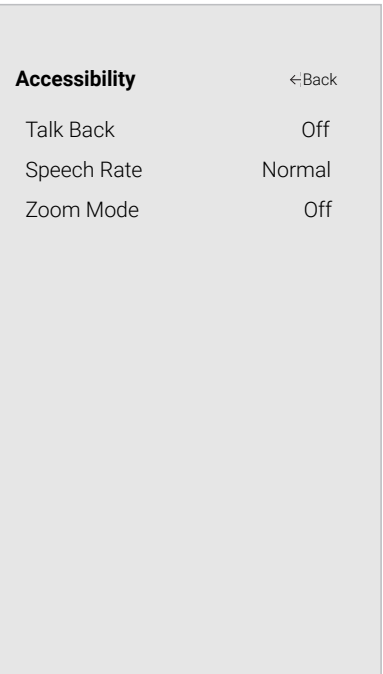 Accessibility ←Back
Talk Back Off
Speech Rate Normal
Zoom Mode Off